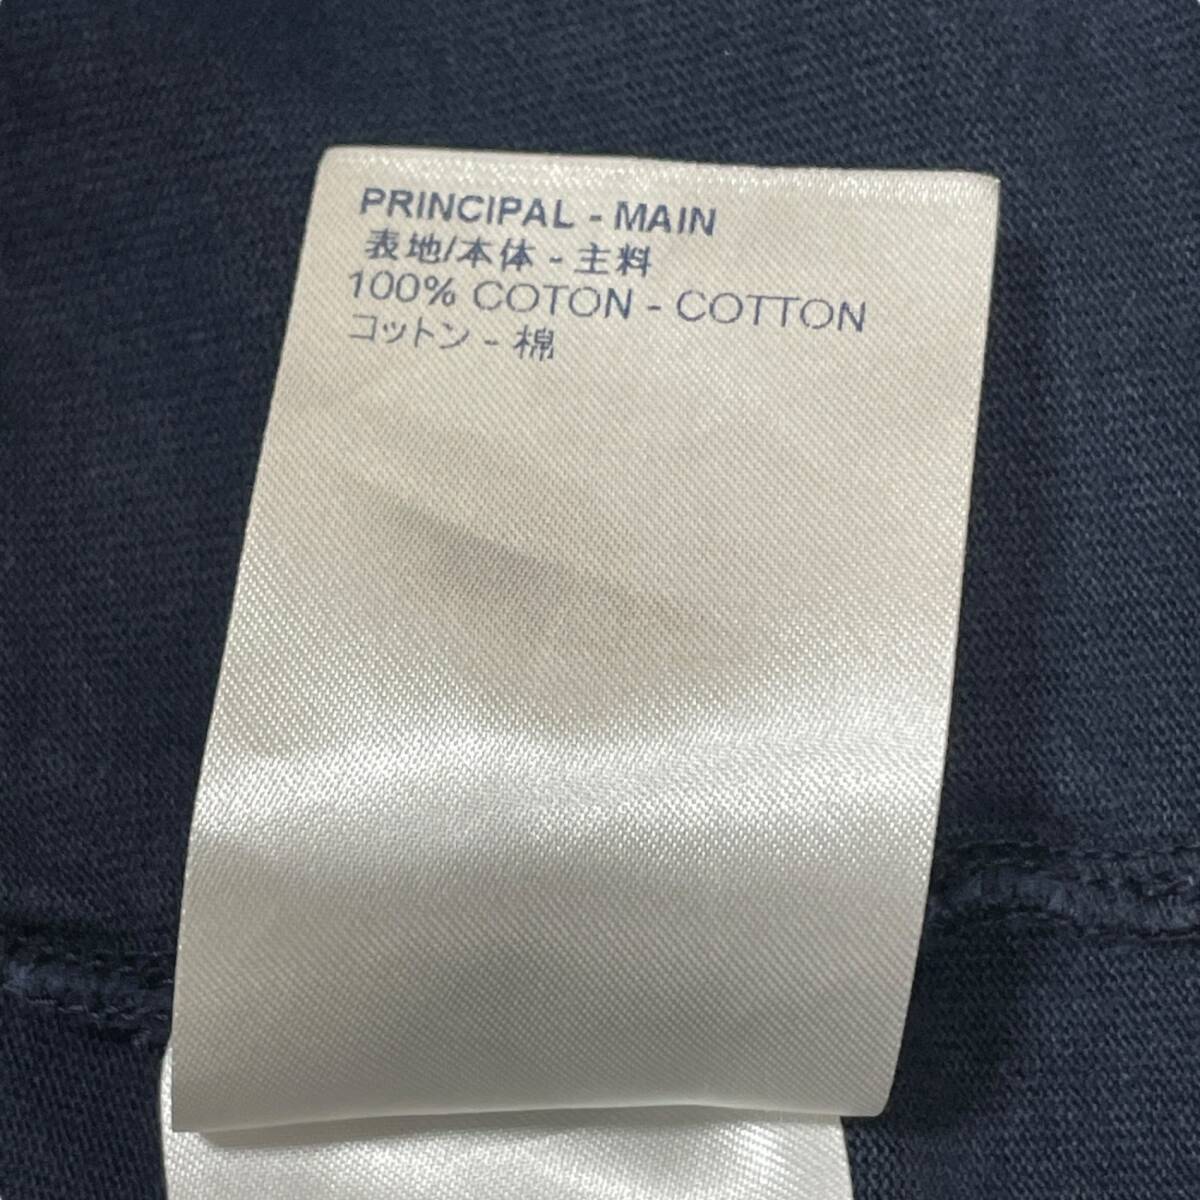 PRINCIPAL - MAIN
表地/本体 - 主料
100% COTON - COTTON
コットン - 棉